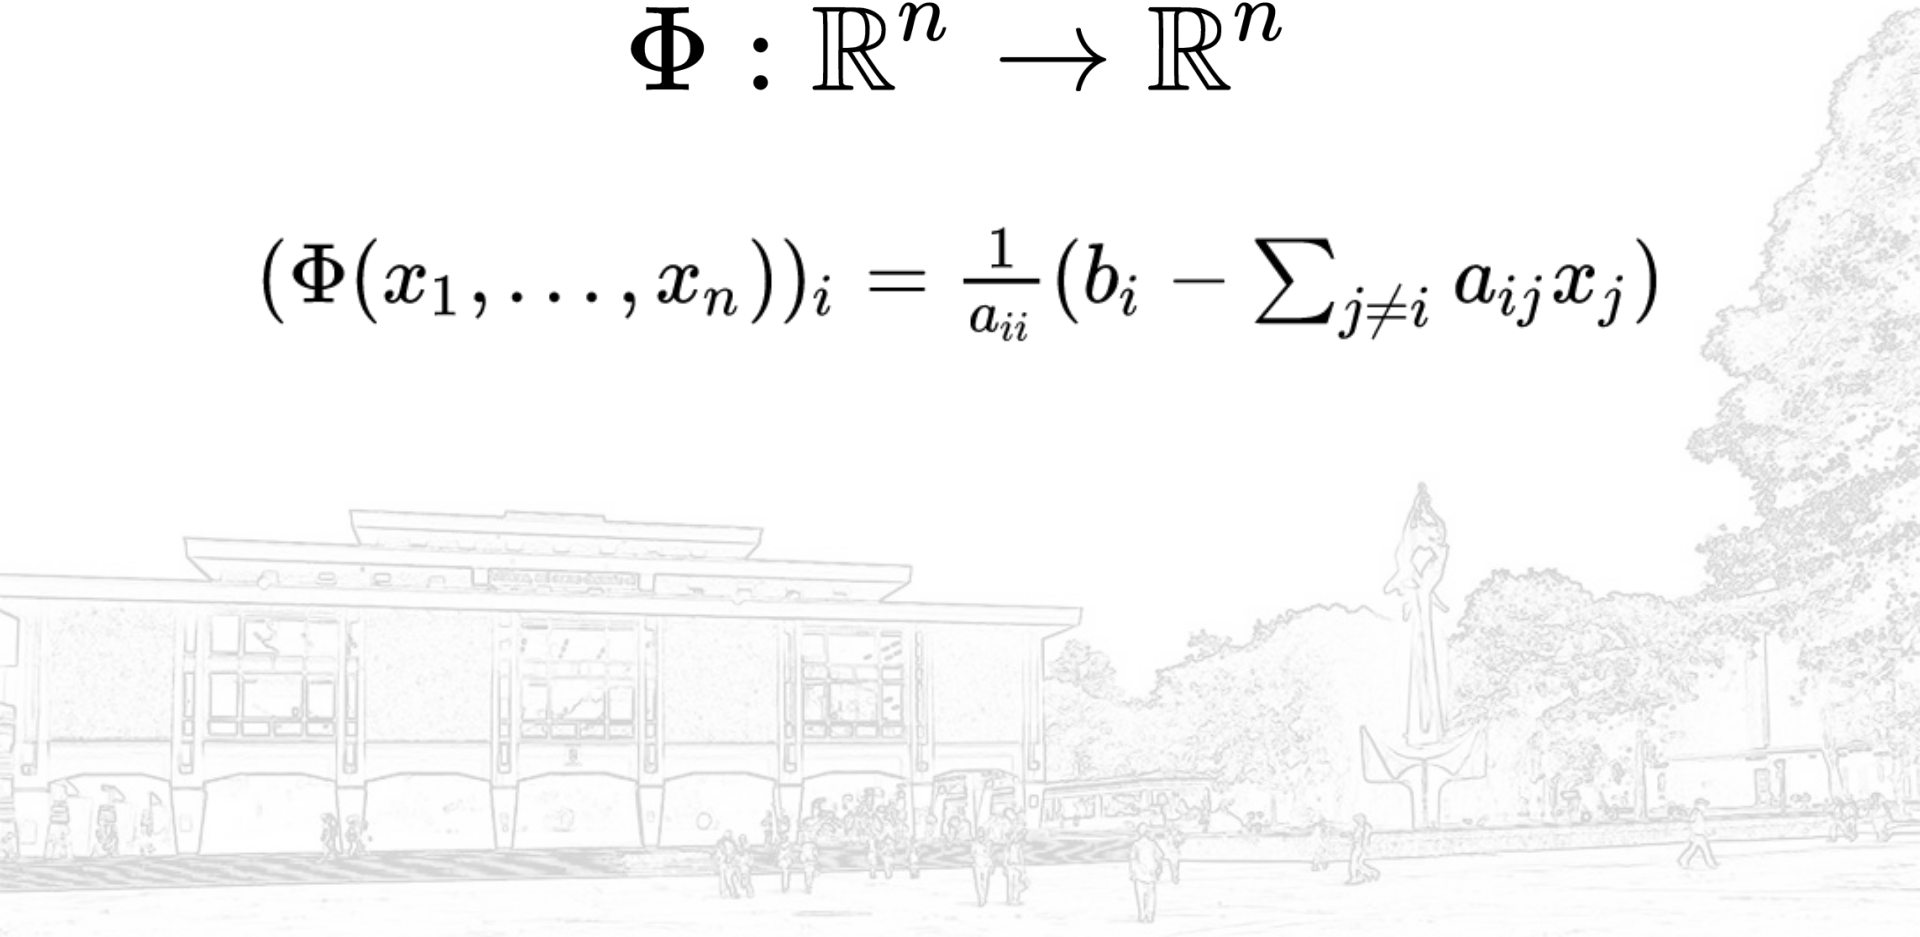 Φ : ℝⁿ → ℝⁿ
(Φ(x₁, . . . , xₙ))ᵢ = 1/aᵢᵢ (bᵢ − ∑_{j≠i} aᵢⱼxⱼ)